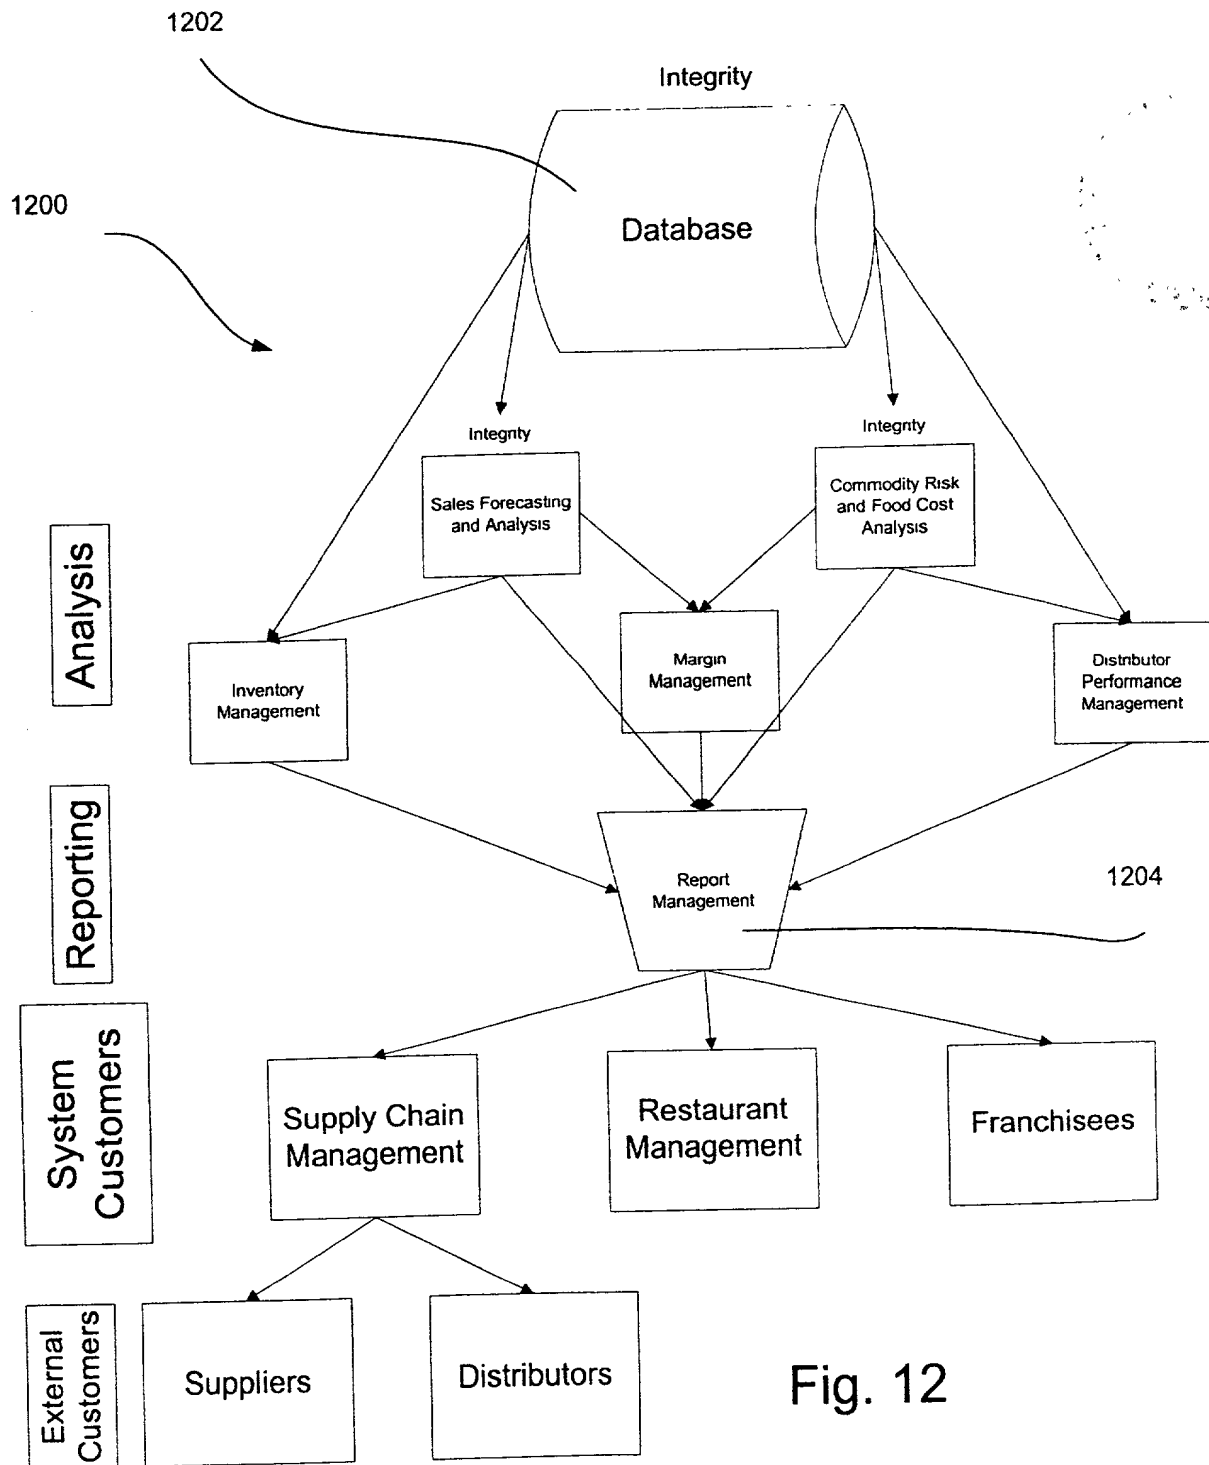 1202
Integrity
1200
Database
Integrity
Integrity
Sales Forecasting
and Analysis
Commodity Risk
and Food Cost
Analysis
Analysis
Inventory
Management
Margin
Management
Distributor
Performance
Management
Reporting
Report
Management
1204
System
Customers
Supply Chain
Management
Restaurant
Management
Franchisees
External
Customers
Suppliers
Distributors
Fig. 12